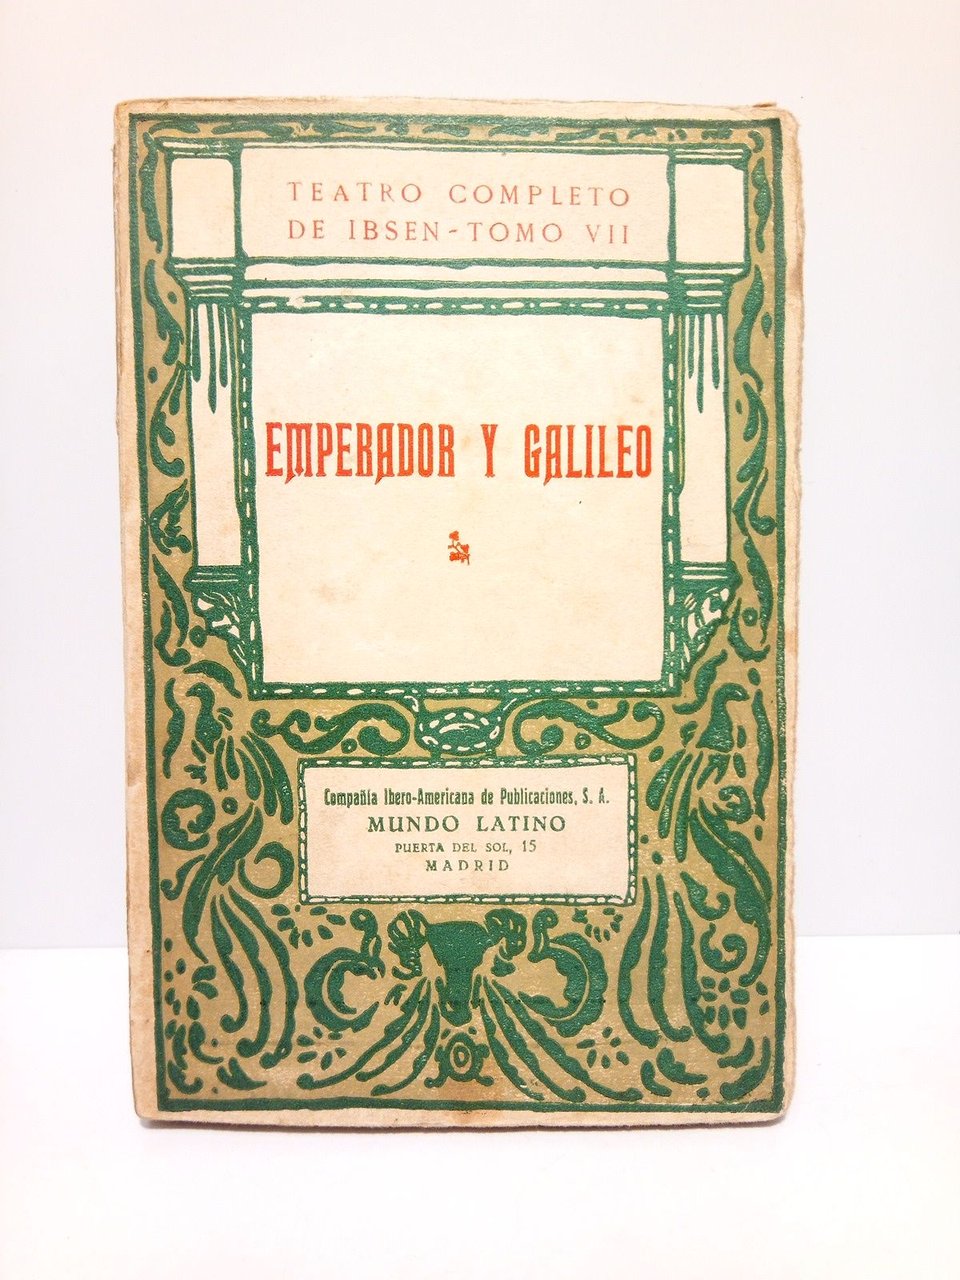 TEATRO COMPLETO
DE IBSEN - TOMO VII
EMPERADOR Y GALILEO
Compañía Ibero-Americana de Publicaciones, S. A.
MUNDO LATINO
PUERTA DEL SOL, 15
MADRID